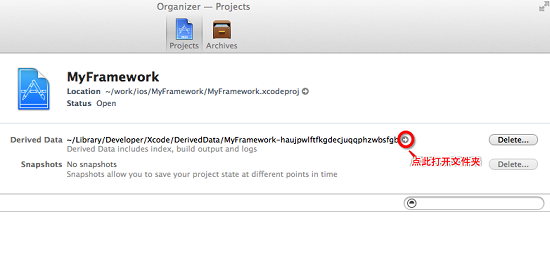 Organizer — Projects
Projects Archives
MyFramework
Location ~/work/ios/MyFramework/MyFramework.xcodeproj
Status Open
Derived Data ~/Library/Developer/Xcode/DerivedData/MyFramework-haujpwlftfkgdecjuqqphzwbsfgb Delete...
Derived Data includes index, build output and logs
点此打开文件夹
Snapshots No snapshots Delete...
Snapshots allow you to save your project state at different points in time